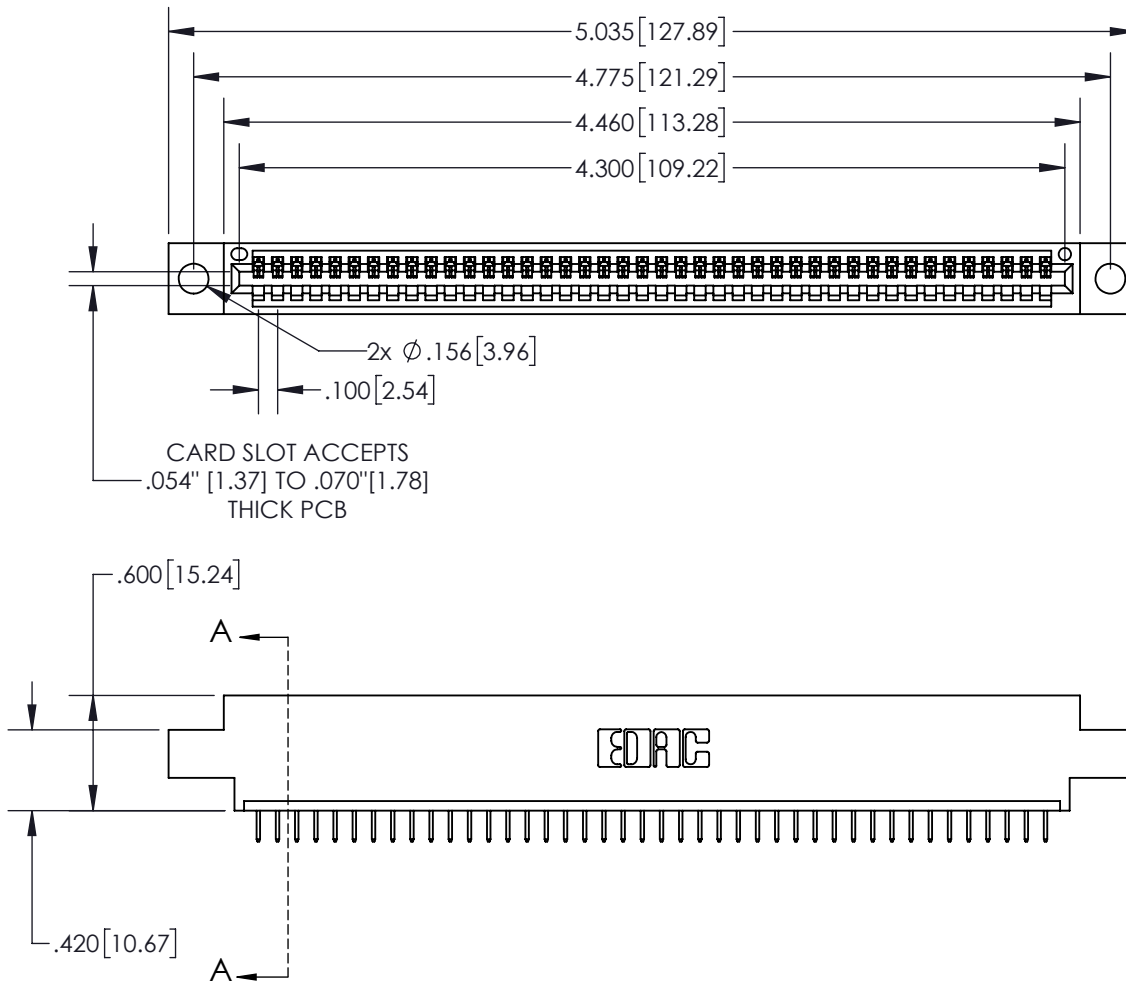 5.035[127.89]
4.775[121.29]
4.460[113.28]
4.300[109.22]
2x Ø.156[3.96]
.100[2.54]
CARD SLOT ACCEPTS
.054" [1.37] TO .070"[1.78]
THICK PCB
.600[15.24]
A
EDAC
.420[10.67]
A